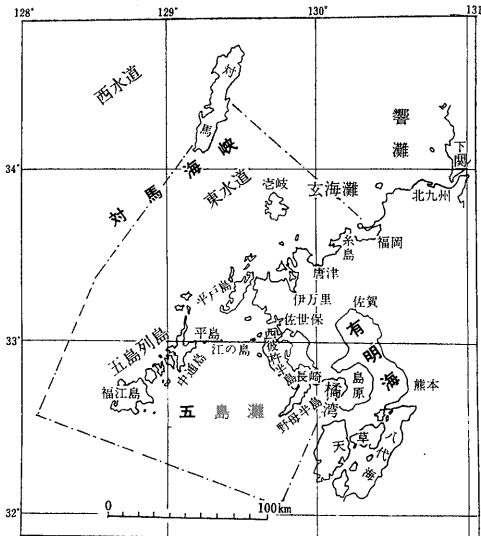 128°
129°
130°
131
西水道
対馬
響灘
下関
34°
対馬海峡
東水道
壱岐
玄海灘
北九州
糸島
福岡
唐津
平戸島
伊万里
佐賀
佐世保
有明海
33°
平島
江の島
西彼杵半島
五島列島
中通島
長崎
橘湾
島原
熊本
福江島
五島灘
野母半島
天草
八代海
32°
0
100km